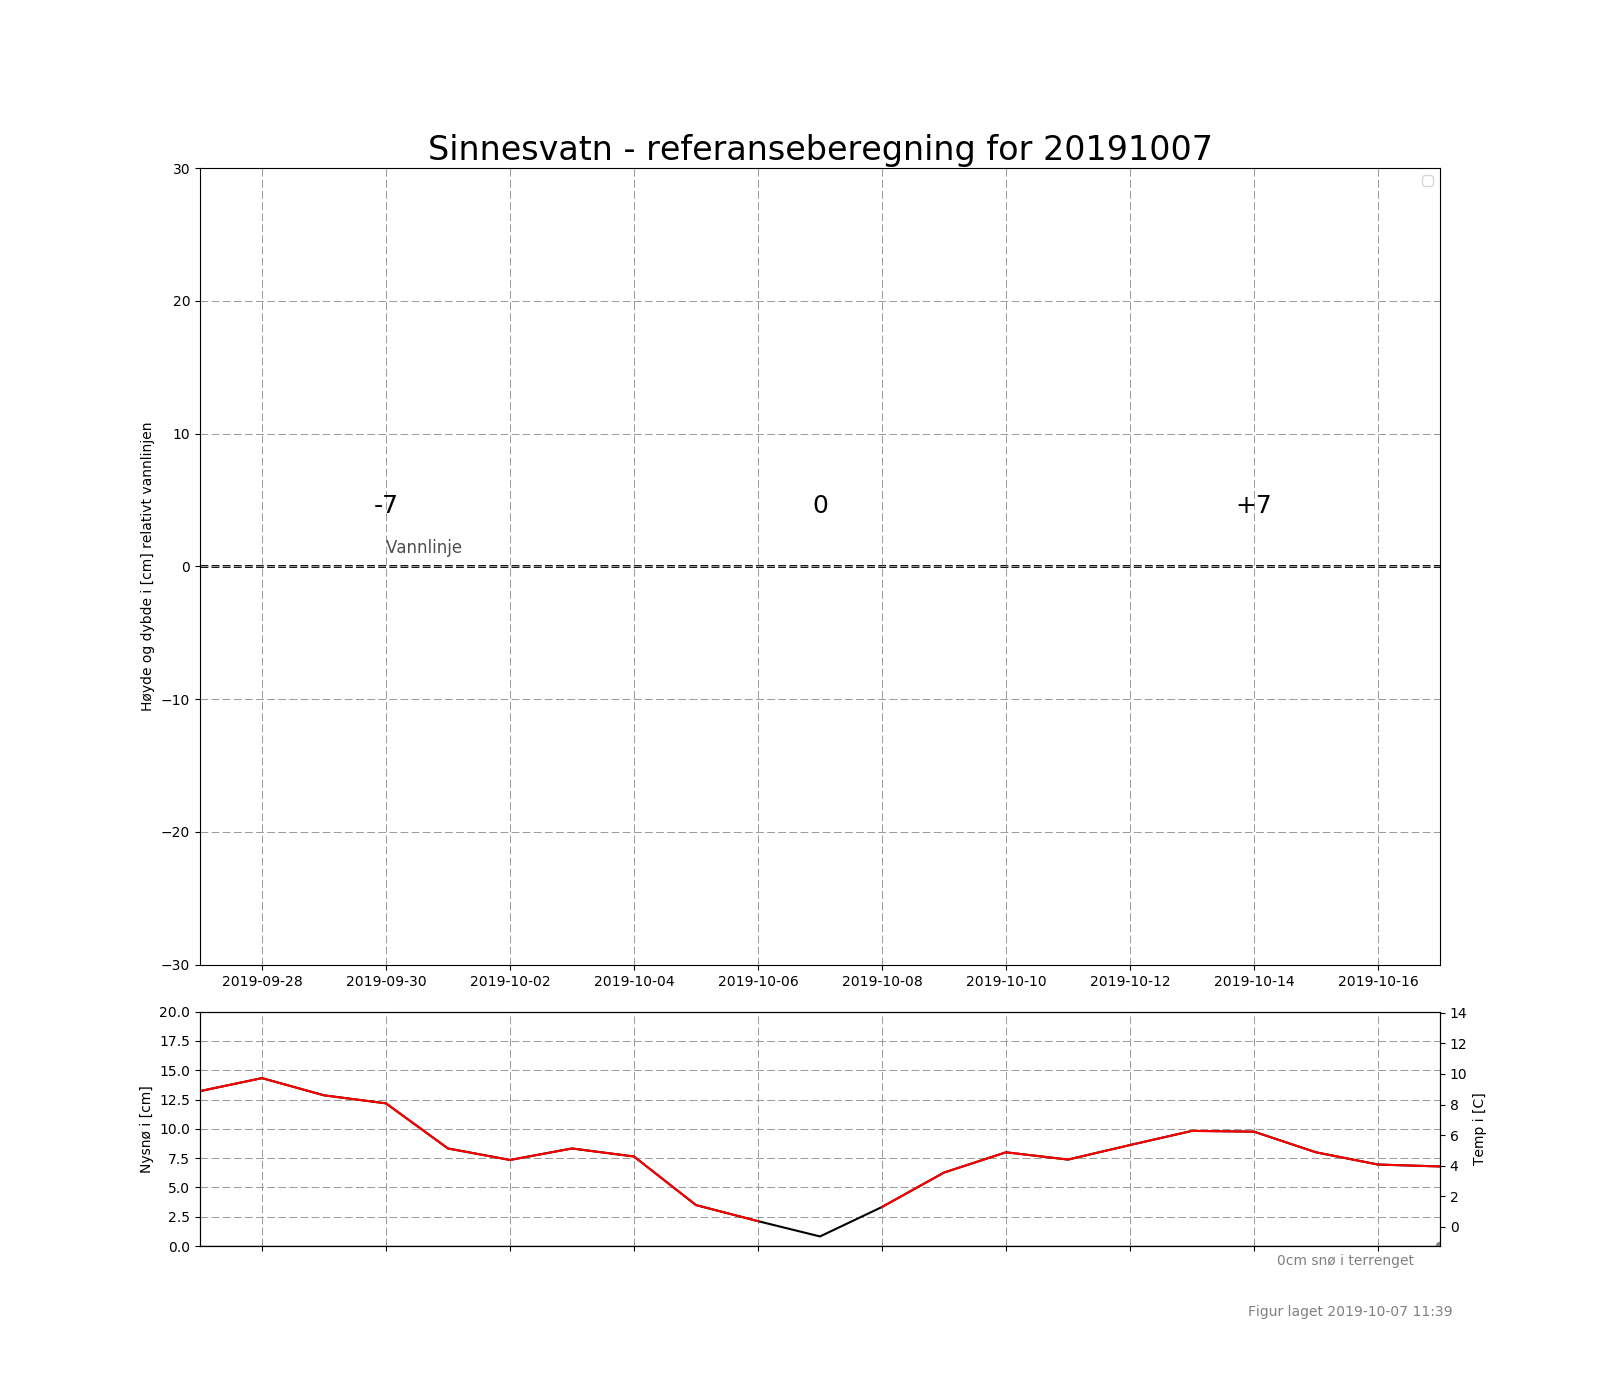 Sinnesvatn - referanseberegning for 20191007
30
20
10
0
−10
−20
−30
Høyde og dybde i [cm] relativt vannlinjen
-7 0 +7
Vannlinje
2019-09-28 2019-09-30 2019-10-02 2019-10-04 2019-10-06 2019-10-08 2019-10-10 2019-10-12 2019-10-14 2019-10-16
20.0
17.5
15.0
12.5
10.0
7.5
5.0
2.5
0.0
Nysnø i [cm]
14
12
10
8
6
4
2
0
Temp i [C]
0cm snø i terrenget
Figur laget 2019-10-07 11:39